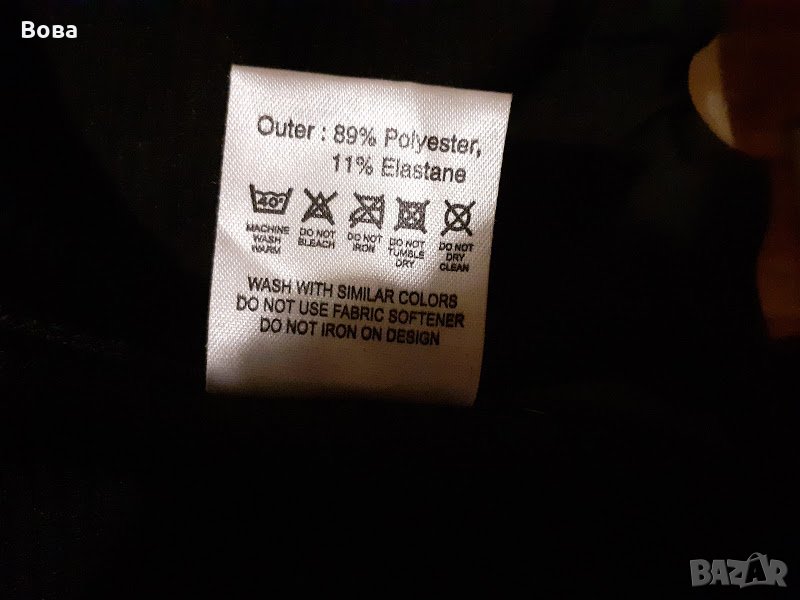 Бова
Outer : 89% Polyester,
11% Elastane
40°
MACHINE WASH WARM
DO NOT BLEACH
DO NOT IRON
DO NOT TUMBLE DRY
DO NOT DRY CLEAN
WASH WITH SIMILAR COLORS
DO NOT USE FABRIC SOFTENER
DO NOT IRON ON DESIGN
BAZAR